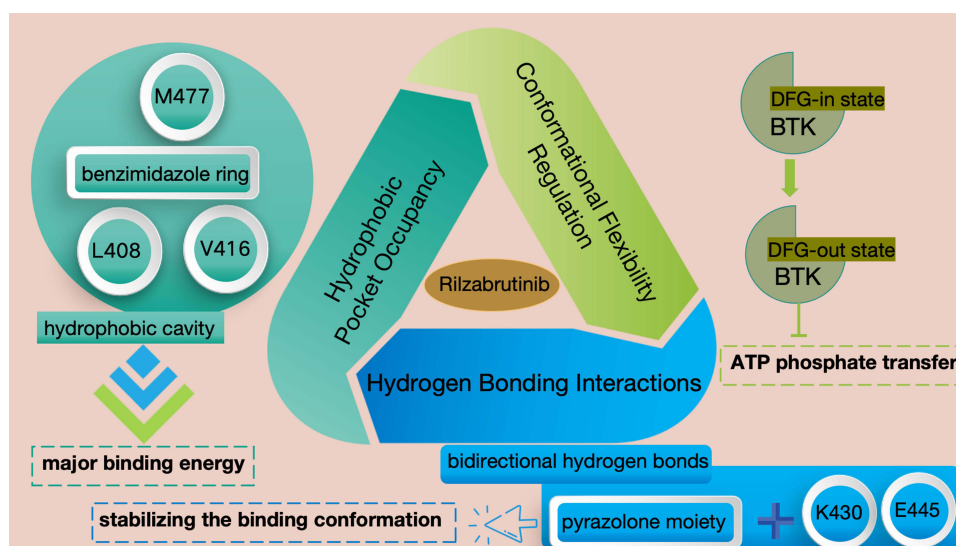 M477
benzimidazole ring
L408
V416
hydrophobic cavity
major binding energy
Hydrophobic
Pocket Occupancy
Conformational Flexibility
Regulation
Rilzabrutinib
Hydrogen Bonding Interactions
DFG-in state
BTK
DFG-out state
BTK
ATP phosphate transfer
bidirectional hydrogen bonds
stabilizing the binding conformation
pyrazolone moiety
K430
E445